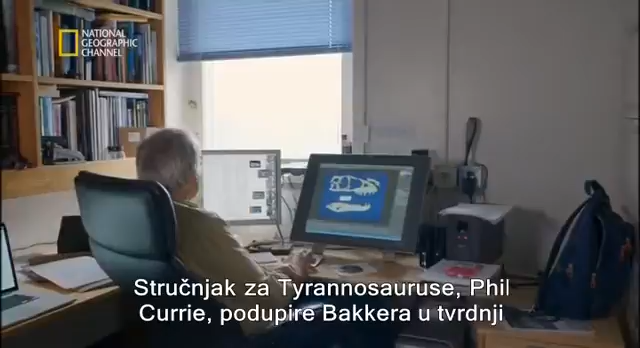 NATIONAL
GEOGRAPHIC
CHANNEL
Stručnjak za Tyrannosauruse, Phil
Currie, podupire Bakkera u tvrdnji